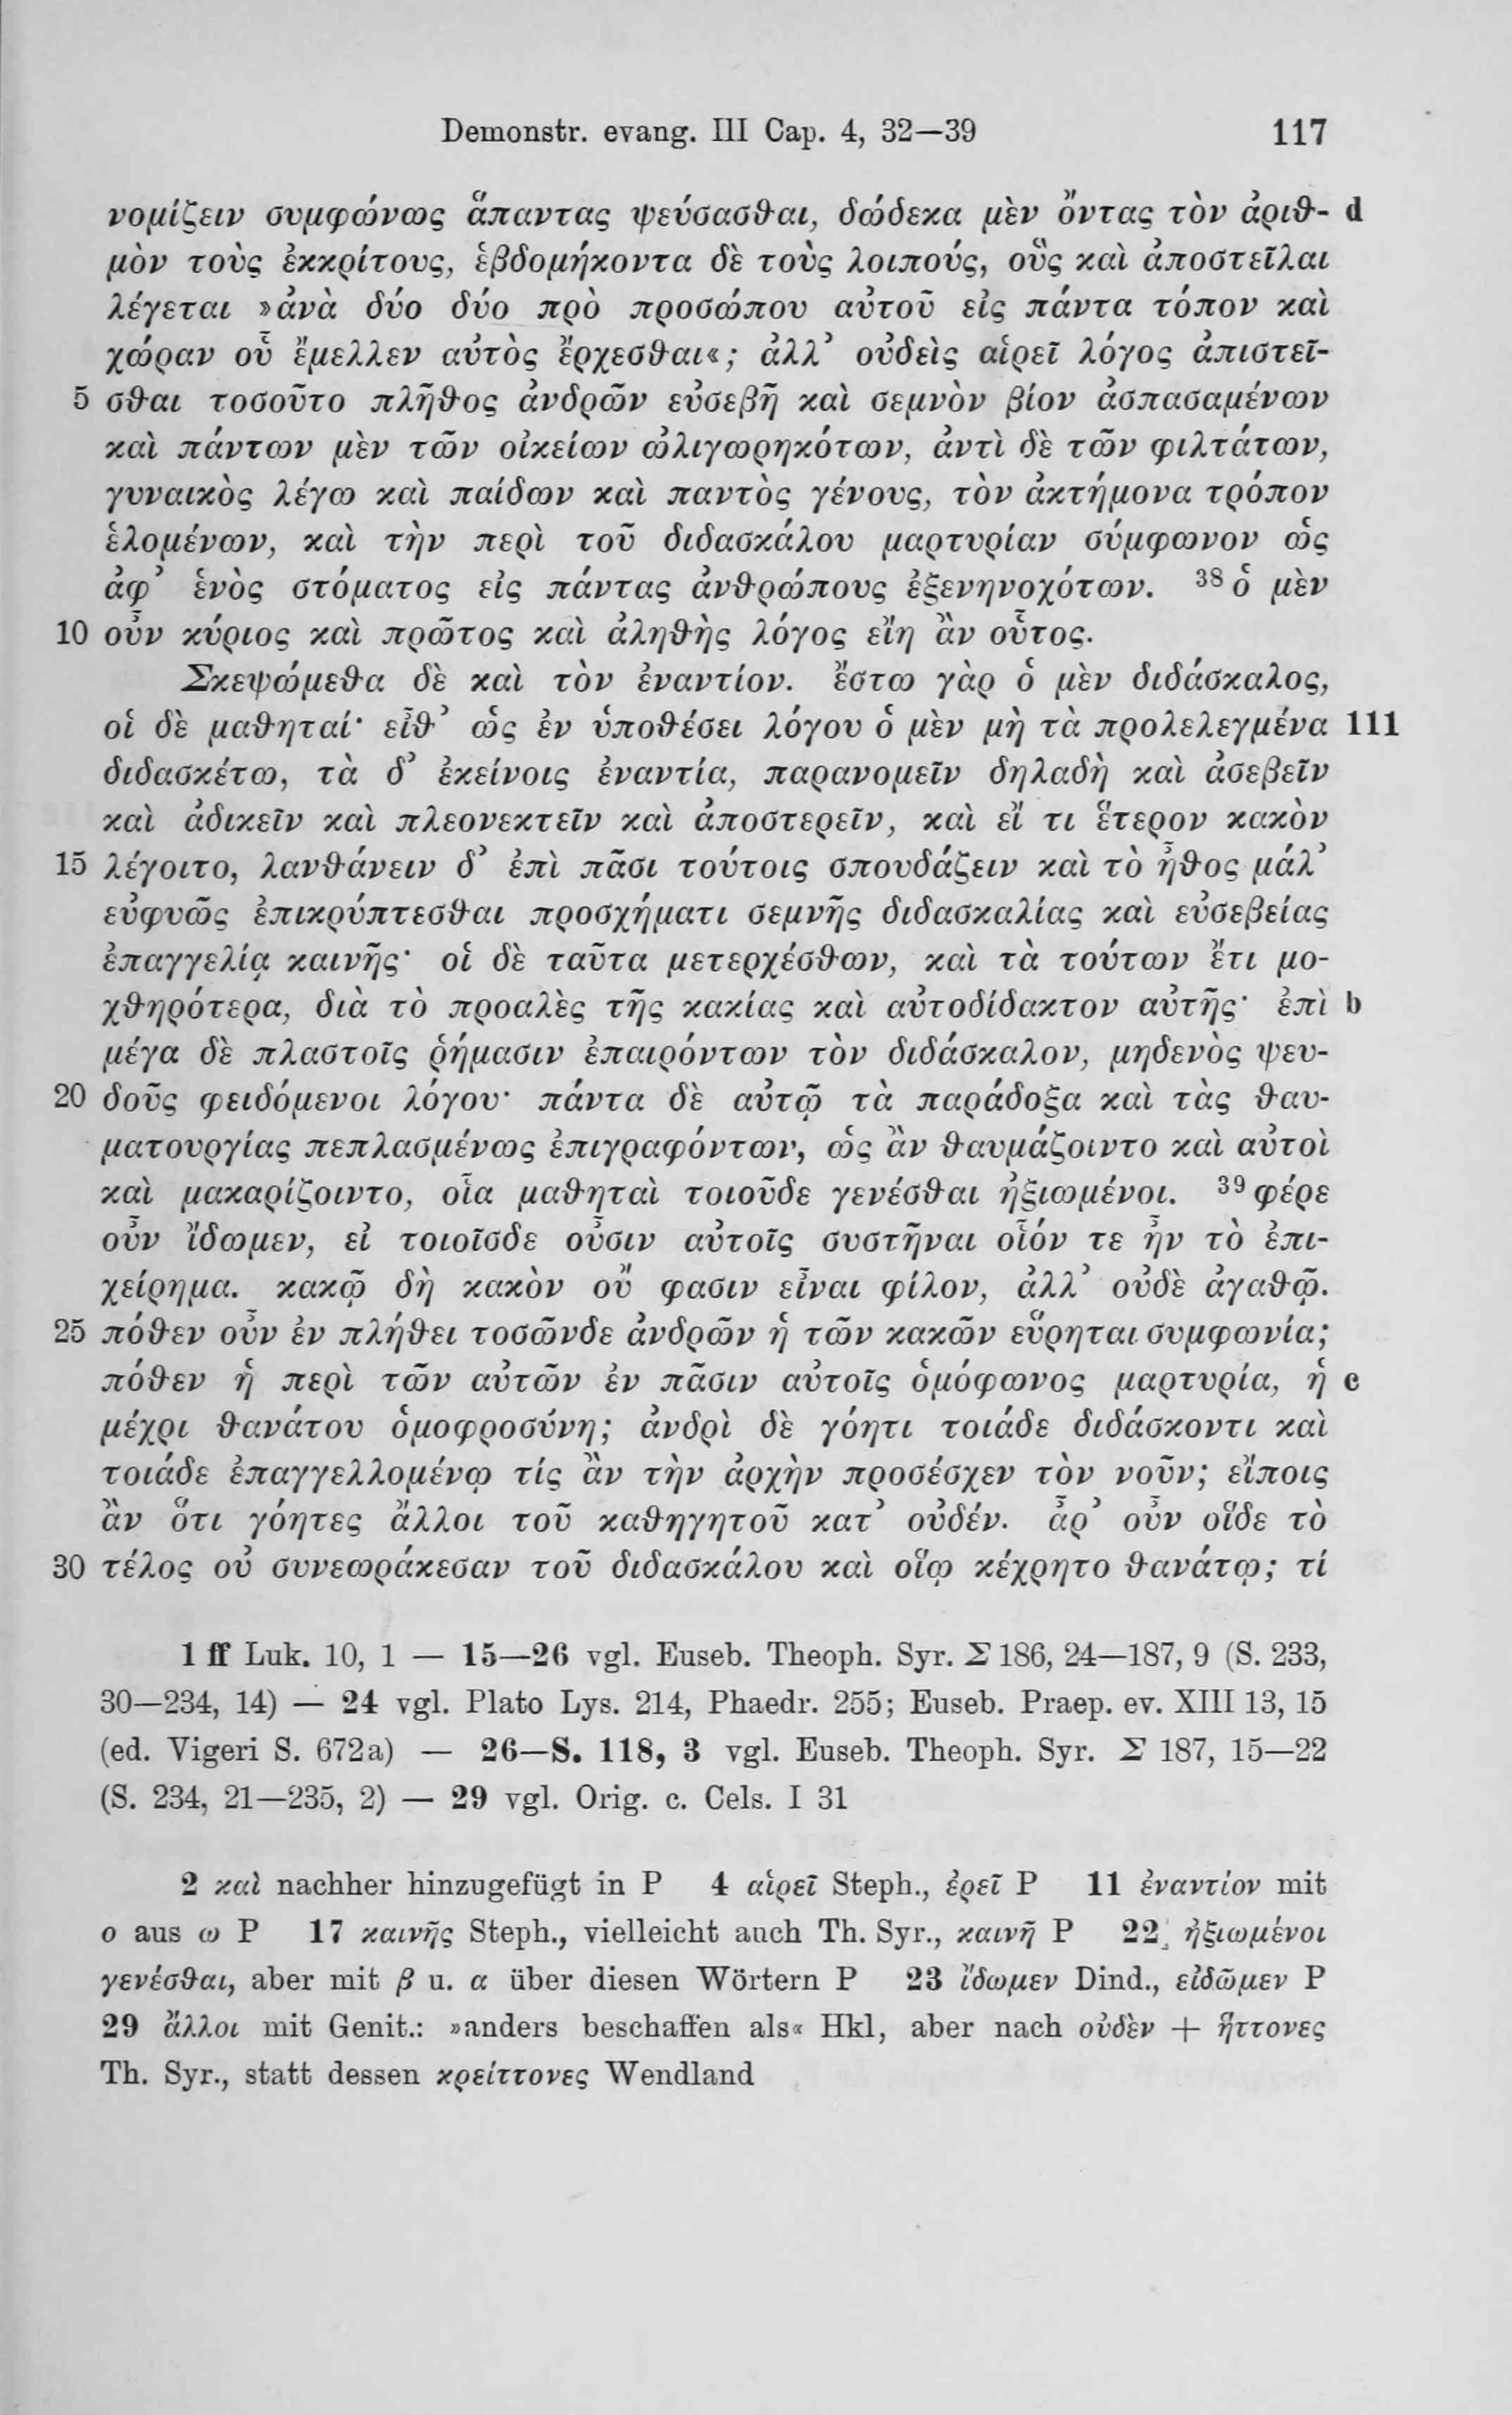 Demonstr. evang. III Cap. 4, 32—39 117
νομίζειν συμφώνως ἅπαντας ψεύσασθαι, δώδεκα μὲν ὄντας τὸν ἀριθ- d
μὸν τοὺς ἐκκρίτους, ἑβδομήκοντα δὲ τοὺς λοιπούς, οὓς καὶ ἀποστεῖλαι
λέγεται »ἀνὰ δύο δύο πρὸ προσώπου αὐτοῦ εἰς πάντα τόπον καὶ
χώραν οὗ ἔμελλεν αὐτὸς ἔρχεσθαι«; ἀλλ’ οὐδεὶς αἱρεῖ λόγος ἀπιστεῖ-
5 σθαι τοσοῦτο πλῆθος ἀνδρῶν εὐσεβῆ καὶ σεμνὸν βίον ἀσπασαμένων
καὶ πάντων μὲν τῶν οἰκείων ὠλιγωρηκότων, ἀντὶ δὲ τῶν φιλτάτων,
γυναικὸς λέγω καὶ παίδων καὶ παντὸς γένους, τὸν ἀκτήμονα τρόπον
ἑλομένων, καὶ τὴν περὶ τοῦ διδασκάλου μαρτυρίαν σύμφωνον ὡς
ἀφ’ ἑνὸς στόματος εἰς πάντας ἀνθρώπους ἐξενηνοχότων. 38 ὁ μὲν
10 οὖν κύριος καὶ πρῶτος καὶ ἀληθὴς λόγος εἴη ἂν οὗτος.
Σκεψώμεθα δὲ καὶ τὸν ἐναντίον. ἔστω γὰρ ὁ μὲν διδάσκαλος,
οἱ δὲ μαθηταί· εἶθ’ ὡς ἐν ὑποθέσει λόγου ὁ μὲν μὴ τὰ προλελεγμένα 111
διδασκέτω, τὰ δ’ ἐκείνοις ἐναντία, παρανομεῖν δηλαδὴ καὶ ἀσεβεῖν
καὶ ἀδικεῖν καὶ πλεονεκτεῖν καὶ ἀποστερεῖν, καὶ εἴ τι ἕτερον κακὸν
15 λέγοιτο, λανθάνειν δ’ ἐπὶ πᾶσι τούτοις σπουδάζειν καὶ τὸ ἦθος μάλ’
εὐφυῶς ἐπικρύπτεσθαι προσχήματι σεμνῆς διδασκαλίας καὶ εὐσεβείας
ἐπαγγελίᾳ καινῆς· οἱ δὲ ταῦτα μετερχέσθων, καὶ τὰ τούτων ἔτι μο-
χθηρότερα, διὰ τὸ προαλὲς τῆς κακίας καὶ αὐτοδίδακτον αὐτῆς· ἐπὶ b
μέγα δὲ πλαστοῖς ῥήμασιν ἐπαιρόντων τὸν διδάσκαλον, μηδενὸς ψευ-
20 δοῦς φειδόμενοι λόγου· πάντα δὲ αὐτῷ τὰ παράδοξα καὶ τὰς θαυ-
ματουργίας πεπλασμένως ἐπιγραφόντων, ὡς ἂν θαυμάζοιντο καὶ αὐτοὶ
καὶ μακαρίζοιντο, οἷα μαθηταὶ τοιοῦδε γενέσθαι ἠξιωμένοι. 39 φέρε
οὖν ἴδωμεν, εἰ τοιοῖσδε οὖσιν αὐτοῖς συστῆναι οἷόν τε ἦν τὸ ἐπι-
χείρημα. κακῷ δὴ κακὸν οὔ φασιν εἶναι φίλον, ἀλλ’ οὐδὲ ἀγαθῷ.
25 πόθεν οὖν ἐν πλήθει τοσῶνδε ἀνδρῶν ἡ τῶν κακῶν εὕρηται συμφωνία;
πόθεν ἡ περὶ τῶν αὐτῶν ἐν πᾶσιν αὐτοῖς ὁμόφωνος μαρτυρία, ἡ c
μέχρι θανάτου ὁμοφροσύνη; ἀνδρὶ δὲ γόητι τοιάδε διδάσκοντι καὶ
τοιάδε ἐπαγγελλομένῳ τίς ἂν τὴν ἀρχὴν προσέσχεν τὸν νοῦν; εἴποις
ἂν ὅτι γόητες ἄλλοι τοῦ καθηγητοῦ κατ’ οὐδέν. ἆρ’ οὖν οἵδε τὸ
30 τέλος οὐ συνεωράκεσαν τοῦ διδασκάλου καὶ οἵῳ κέχρητο θανάτῳ; τί
1 ff Luk. 10, 1 — 15—26 vgl. Euseb. Theoph. Syr. Σ 186, 24—187, 9 (S. 233,
30—234, 14) — 24 vgl. Plato Lys. 214, Phaedr. 255; Euseb. Praep. ev. XIII 13, 15
(ed. Vigeri S. 672a) — 26—S. 118, 3 vgl. Euseb. Theoph. Syr. Σ 187, 15—22
(S. 234, 21—235, 2) — 29 vgl. Orig. c. Cels. I 31
2 καὶ nachher hinzugefügt in P 4 αἱρεῖ Steph., ἐρεῖ P 11 ἐναντίον mit
ο aus ω P 17 καινῆς Steph., vielleicht auch Th. Syr., καινῇ P 22 ἠξιωμένοι
γενέσθαι, aber mit β u. α über diesen Wörtern P 23 ἴδωμεν Dind., εἰδῶμεν P
29 ἄλλοι mit Genit.: »anders beschaffen als« Hkl, aber nach οὐδὲν + ἥττονες
Th. Syr., statt dessen κρείττονες Wendland